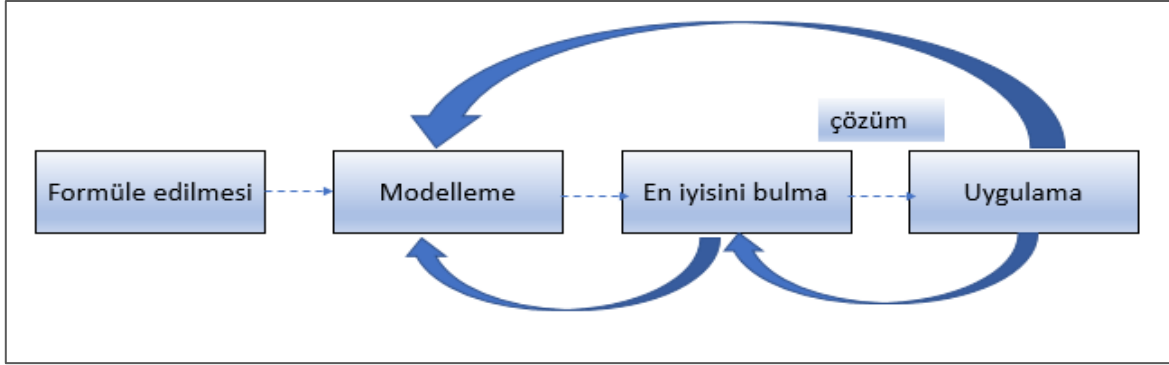 çözüm
Formüle edilmesi
Modelleme
En iyisini bulma
Uygulama